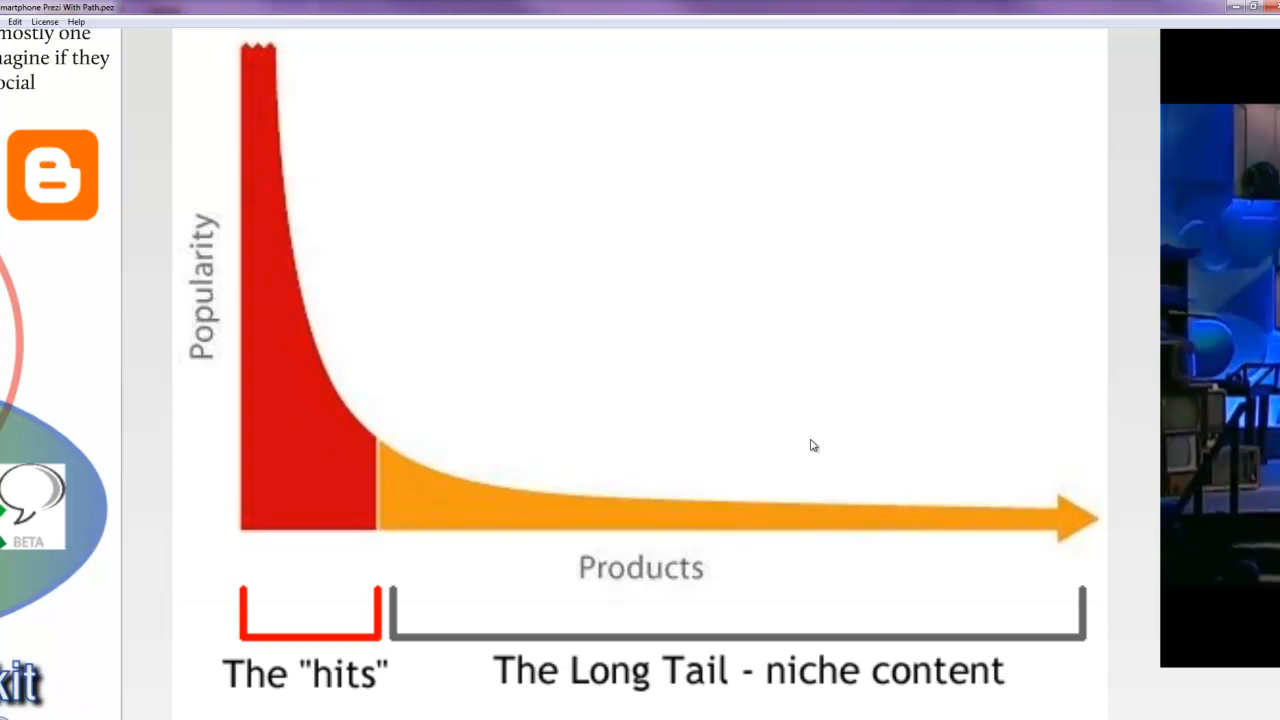 martphone Prezi With Path.pez
Edit License Help
mostly one
agine if they
ocial
Popularity
BETA
Products
kit
The "hits"
The Long Tail - niche content